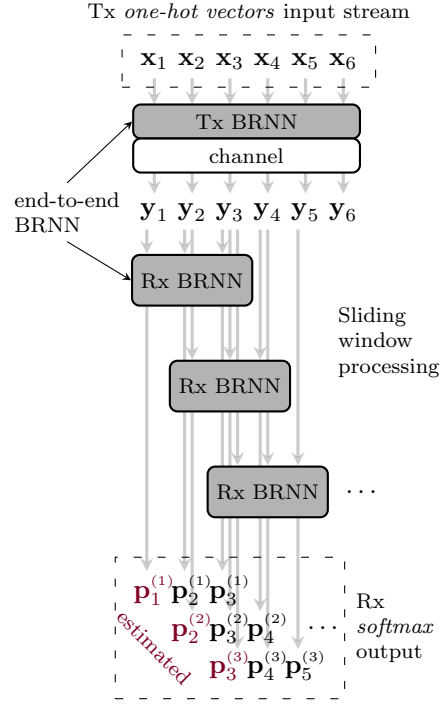 Tx one-hot vectors input stream
x₁ x₂ x₃ x₄ x₅ x₆
Tx BRNN
channel
end-to-end
BRNN
y₁ y₂ y₃ y₄ y₅ y₆
Rx BRNN
Sliding
window
processing
Rx BRNN
Rx BRNN ···
p₁⁽¹⁾ p₂⁽¹⁾ p₃⁽¹⁾
p₂⁽²⁾ p₃⁽²⁾ p₄⁽²⁾ ···
p₃⁽³⁾ p₄⁽³⁾ p₅⁽³⁾
estimated
Rx
softmax
output